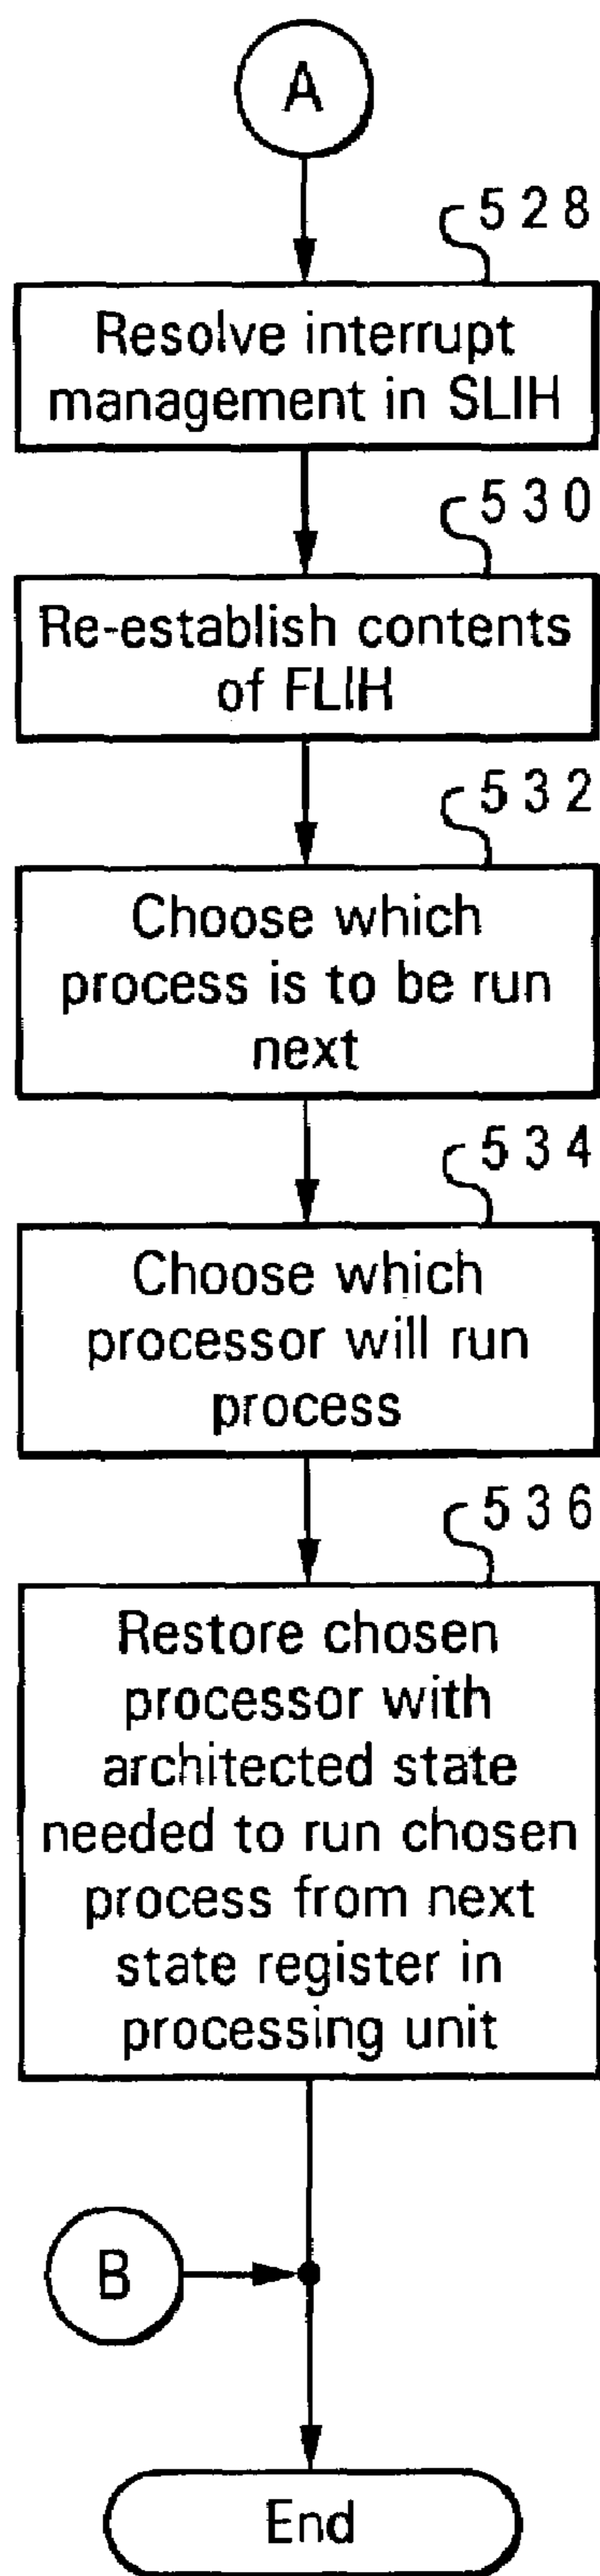 A
528
Resolve interrupt
management in SLIH
530
Re-establish contents
of FLIH
532
Choose which
process is to be run
next
534
Choose which
processor will run
process
536
Restore chosen
processor with
architected state
needed to run chosen
process from next
state register in
processing unit
B
End